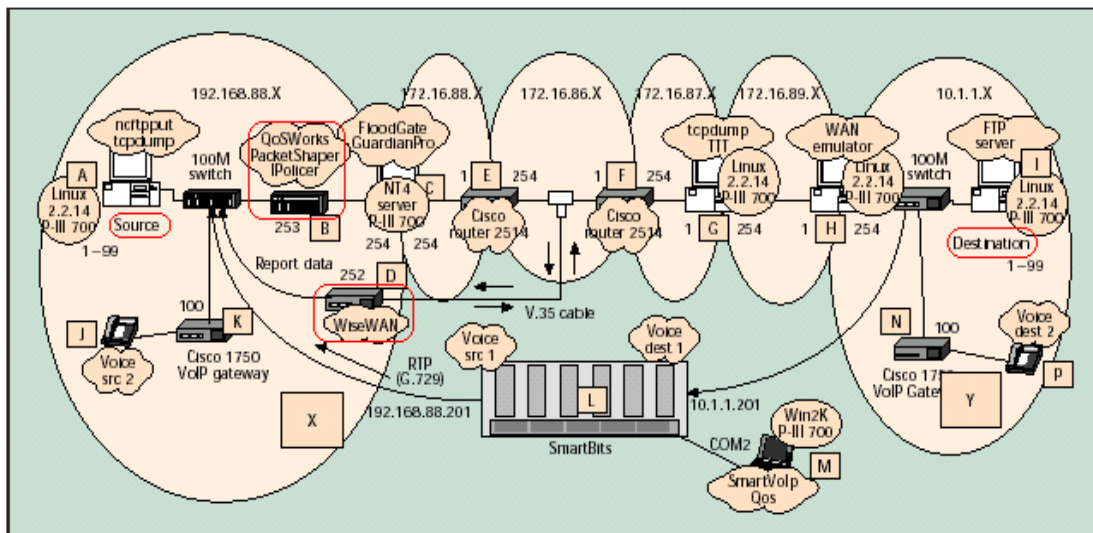 192.168.88.X
172.16.88.X
172.16.86.X
172.16.87.X
172.16.89.X
10.1.1.X
ncftpput
tcpdump
100M
switch
QoSWorks
PacketShaper
IPolicer
FloodGate
GuardianPro
tcpdump
TTT
WAN
emulator
100M
switch
FTP
server
A
Linux
2.2.14
P-III 700
Source
1-99
253
B
NT4
server
P-III 700
C
254
254
1
E
254
Cisco
router 2514
1
F
254
Cisco
router 2514
Linux
2.2.14
P-III 700
1
G
254
Linux
2.2.14
P-III 700
1
H
254
I
Linux
2.2.14
P-III 700
Destination
1-99
Report data
252
D
WiseWAN
V.35 cable
100
K
J
Voice
src 2
Cisco 1750
VoIP gateway
RTP
(G.729)
192.168.88.201
X
Voice
src 1
Voice
dest 1
L
SmartBits
10.1.1.201
COM2
Win2K
P-III 700
M
SmartVoIp
Qos
N
100
Voice
dest 2
P
Cisco 1750
VoIP Gateway
Y